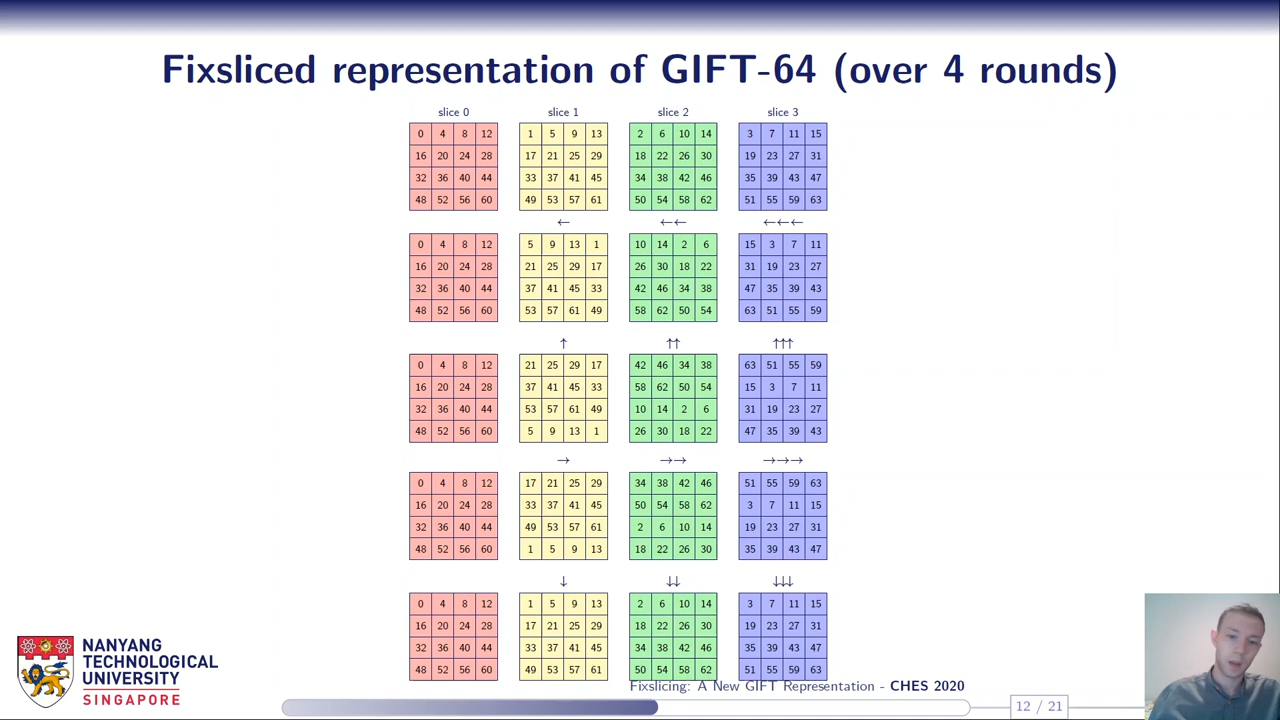 Fixsliced representation of GIFT-64 (over 4 rounds)
slice 0 slice 1 slice 2 slice 3
0 4 8 12 1 5 9 13 2 6 10 14 3 7 11 15
16 20 24 28 17 21 25 29 18 22 26 30 19 23 27 31
32 36 40 44 33 37 41 45 34 38 42 46 35 39 43 47
48 52 56 60 49 53 57 61 50 54 58 62 51 55 59 63
← ←← ←←←
0 4 8 12 5 9 13 1 10 14 2 6 15 3 7 11
16 20 24 28 21 25 29 17 26 30 18 22 31 19 23 27
32 36 40 44 37 41 45 33 42 46 34 38 47 35 39 43
48 52 56 60 53 57 61 49 58 62 50 54 63 51 55 59
↑ ↑↑ ↑↑↑
0 4 8 12 21 25 29 17 42 46 34 38 63 51 55 59
16 20 24 28 37 41 45 33 58 62 50 54 15 3 7 11
32 36 40 44 53 57 61 49 10 14 2 6 31 19 23 27
48 52 56 60 5 9 13 1 26 30 18 22 47 35 39 43
→ →→ →→→
0 4 8 12 17 21 25 29 34 38 42 46 51 55 59 63
16 20 24 28 33 37 41 45 50 54 58 62 3 7 11 15
32 36 40 44 49 53 57 61 2 6 10 14 19 23 27 31
48 52 56 60 1 5 9 13 18 22 26 30 35 39 43 47
↓ ↓↓ ↓↓↓
0 4 8 12 1 5 9 13 2 6 10 14 3 7 11 15
16 20 24 28 17 21 25 29 18 22 26 30 19 23 27 31
32 36 40 44 33 37 41 45 34 38 42 46 35 39 43 47
48 52 56 60 49 53 57 61 50 54 58 62 51 55 59 63
NANYANG
TECHNOLOGICAL
UNIVERSITY
SINGAPORE
Fixslicing: A New GIFT Representation - CHES 2020
12 / 21